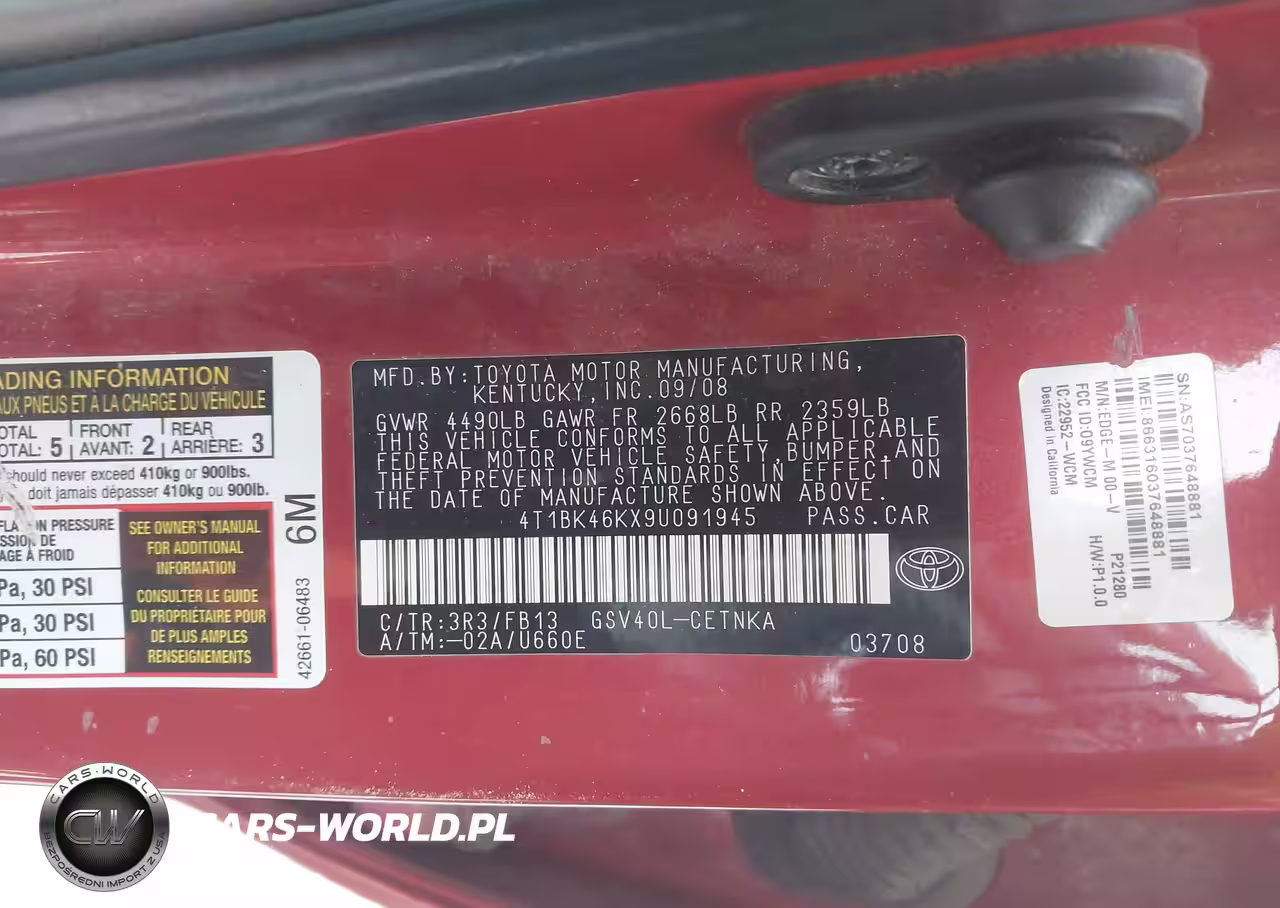 ADING INFORMATION
AUX PNEUS ET À LA CHARGE DU VÉHICULE
OTAL
OTAL: 5
FRONT
AVANT: 2
REAR
ARRIÈRE: 3
should never exceed 410kg or 900lbs.
doit jamais dépasser 410kg ou 900lb.
PRESSURE
SSION DE
AGE À FROID
Pa, 30 PSI
Pa, 30 PSI
Pa, 60 PSI
SEE OWNER'S MANUAL
FOR ADDITIONAL
INFORMATION
CONSULTER LE GUIDE
DU PROPRIÉTAIRE POUR
DE PLUS AMPLES
RENSEIGNEMENTS
6M
42661-06483
MFD.BY:TOYOTA MOTOR MANUFACTURING,
KENTUCKY,INC.09/08
GVWR 4490LB GAWR FR 2668LB RR 2359LB
THIS VEHICLE CONFORMS TO ALL APPLICABLE
FEDERAL MOTOR VEHICLE SAFETY,BUMPER,AND
THEFT PREVENTION STANDARDS IN EFFECT ON
THE DATE OF MANUFACTURE SHOWN ABOVE.
4T1BK46KX9U091945 PASS.CAR
C/TR:3R3/FB13 GSV40L-CETNKA
A/TM:-02A/U660E 03708
SN:AS7037648881
IMEI:866316037648881
P21280
M/N:EDGE-M 00-V H/W:P1.0.0
FCC ID:09YWCM
IC:22952-WCM
Designed in California
CARS-WORLD
CW
BEZPOŚREDNI IMPORT Z USA
CARS-WORLD.PL